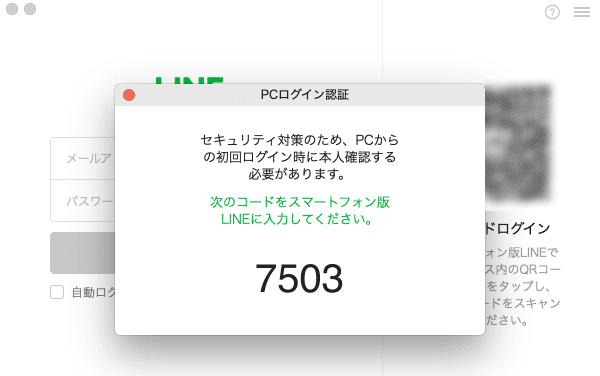 LINE
PCログイン認証
セキュリティ対策のため、PCから
の初回ログイン時に本人確認する
必要があります。
次のコードをスマートフォン版
LINEに入力してください。
7503
メールア
パスワー
自動ログ
ドログイン
ォン版LINEで
ス内のQRコー
をタップし、
ードをスキャン
ださい。